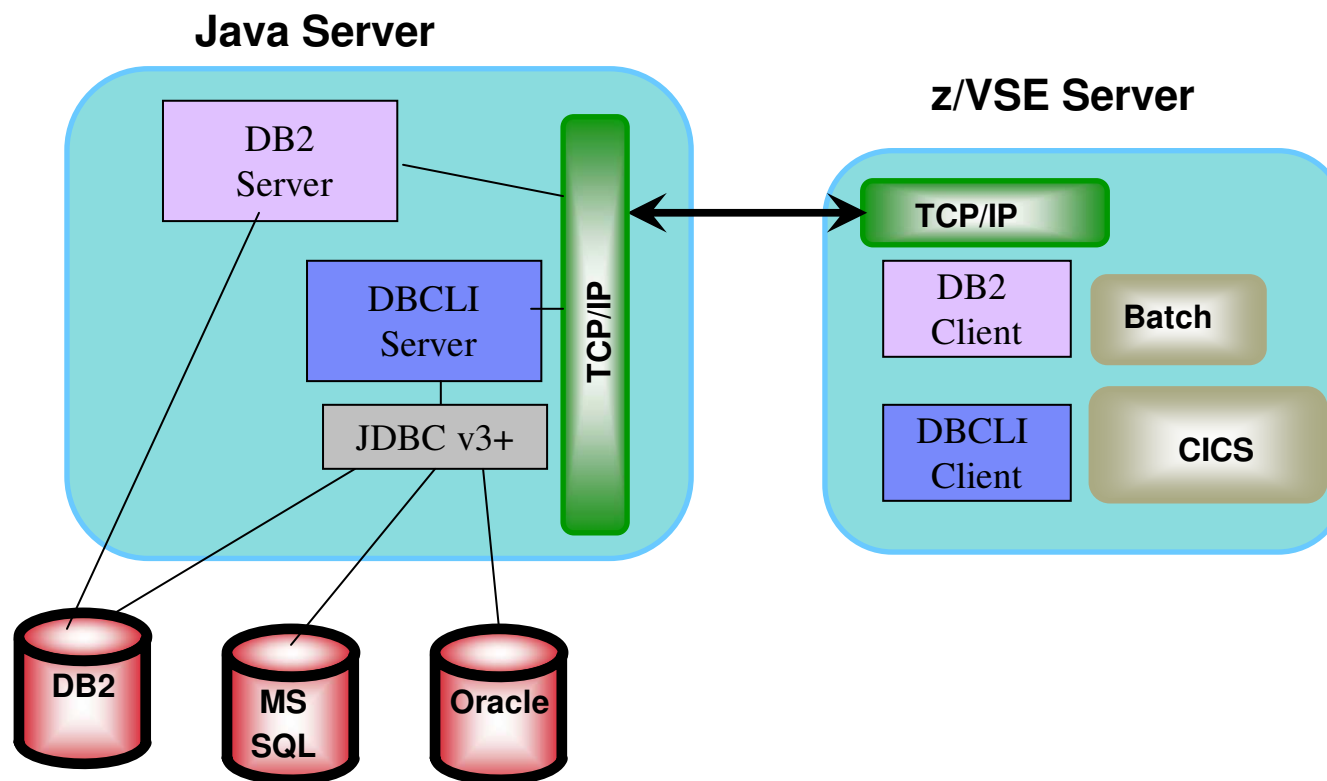 Java Server
DB2
Server
DBCLI
Server
JDBC v3+
TCP/IP
DB2
MS
SQL
Oracle
z/VSE Server
TCP/IP
DB2
Client
Batch
DBCLI
Client
CICS